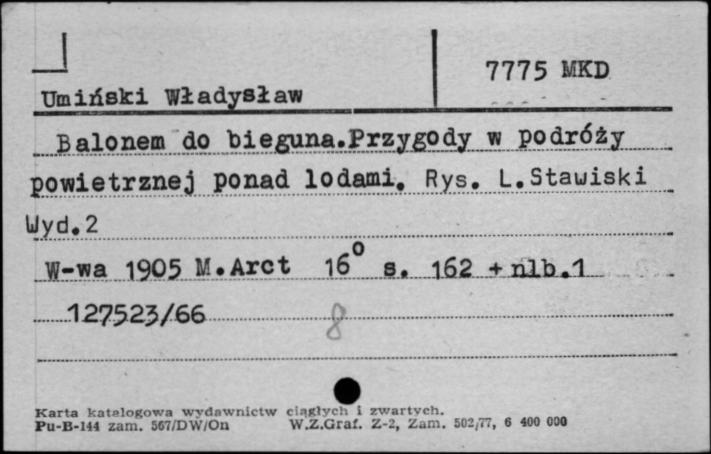 7775 MKD
Umiński Władysław
Balonem do bieguna.Przygody w podróży
powietrznej ponad lodami. Rys. L.Stawiski
Wyd.2
W-wa 1905 M.Arct 16⁰ s. 162 + nlb.1
127523/66 8
Karta katalogowa wydawnictw ciągłych i zwartych.
Pu-B-144 zam. 567/DW/On W.Z.Graf. Z-2, Zam. 502/77, 6 400 000